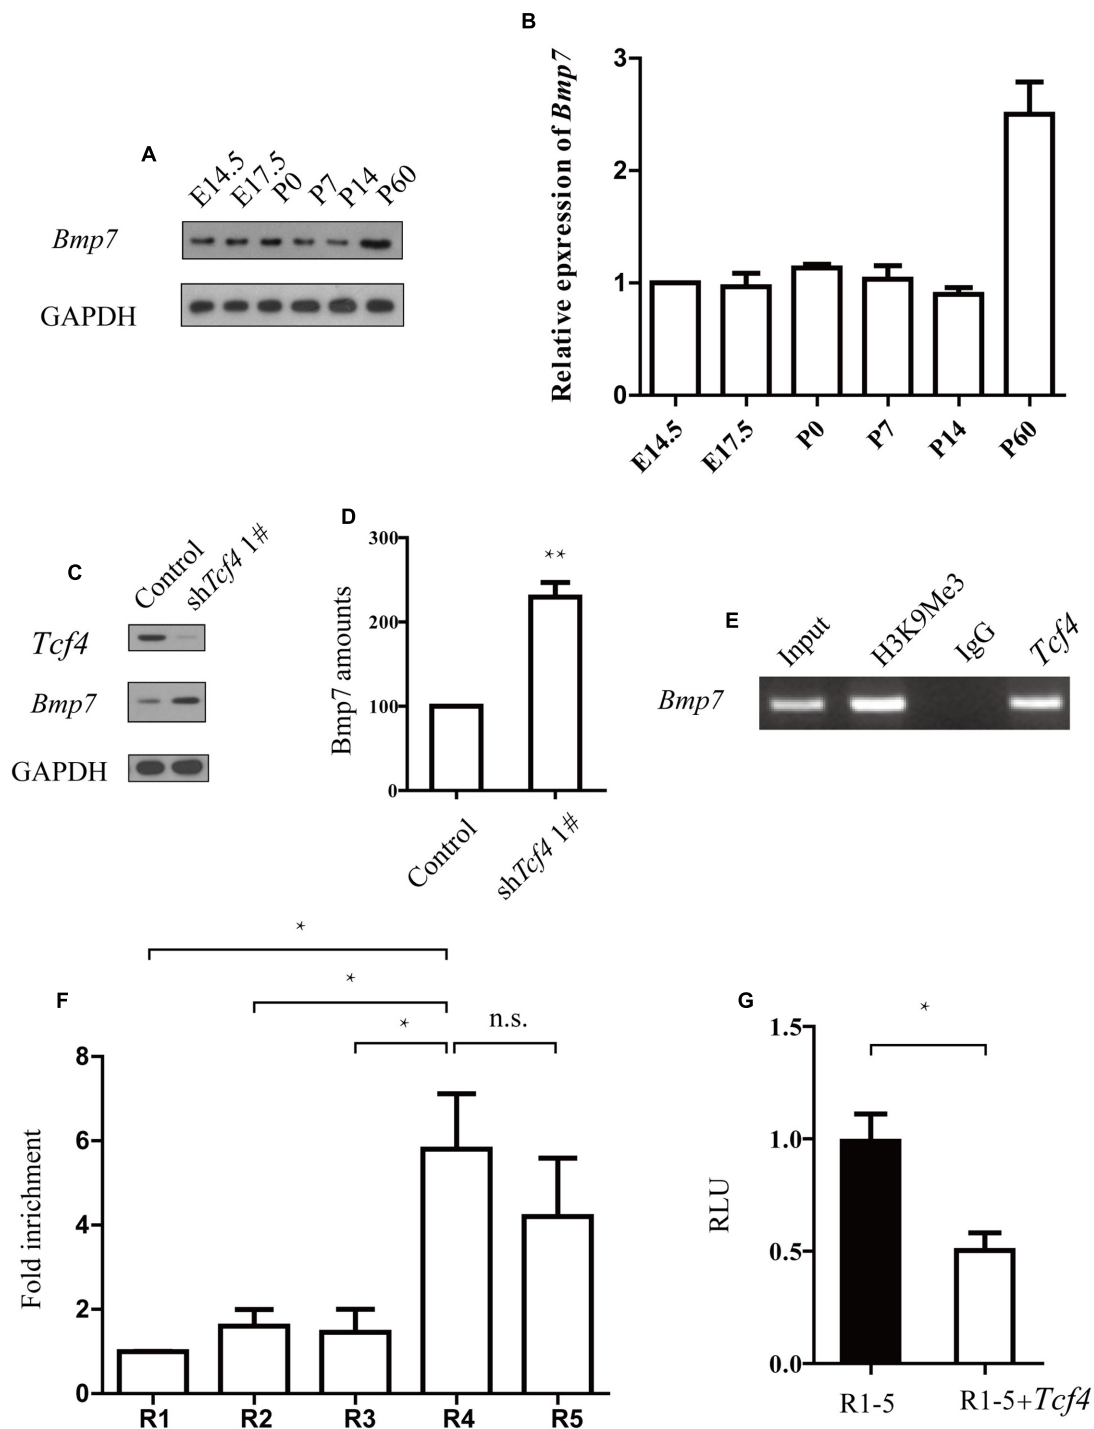 A
E14.5 E17.5 P0 P7 P14 P60
Bmp7
GAPDH
B
Relative epxression of Bmp7
3
2
1
0
E14.5 E17.5 P0 P7 P14 P60
C
Control shTcf4 1#
Tcf4
Bmp7
GAPDH
D
Bmp7 amounts
300
200
100
0
**
Control shTcf4 1#
E
Input H3K9Me3 IgG Tcf4
Bmp7
F
*
*
*
n.s.
Fold inrichment
8
6
4
2
0
R1 R2 R3 R4 R5
G
*
RLU
1.5
1.0
0.5
0.0
R1-5 R1-5+Tcf4